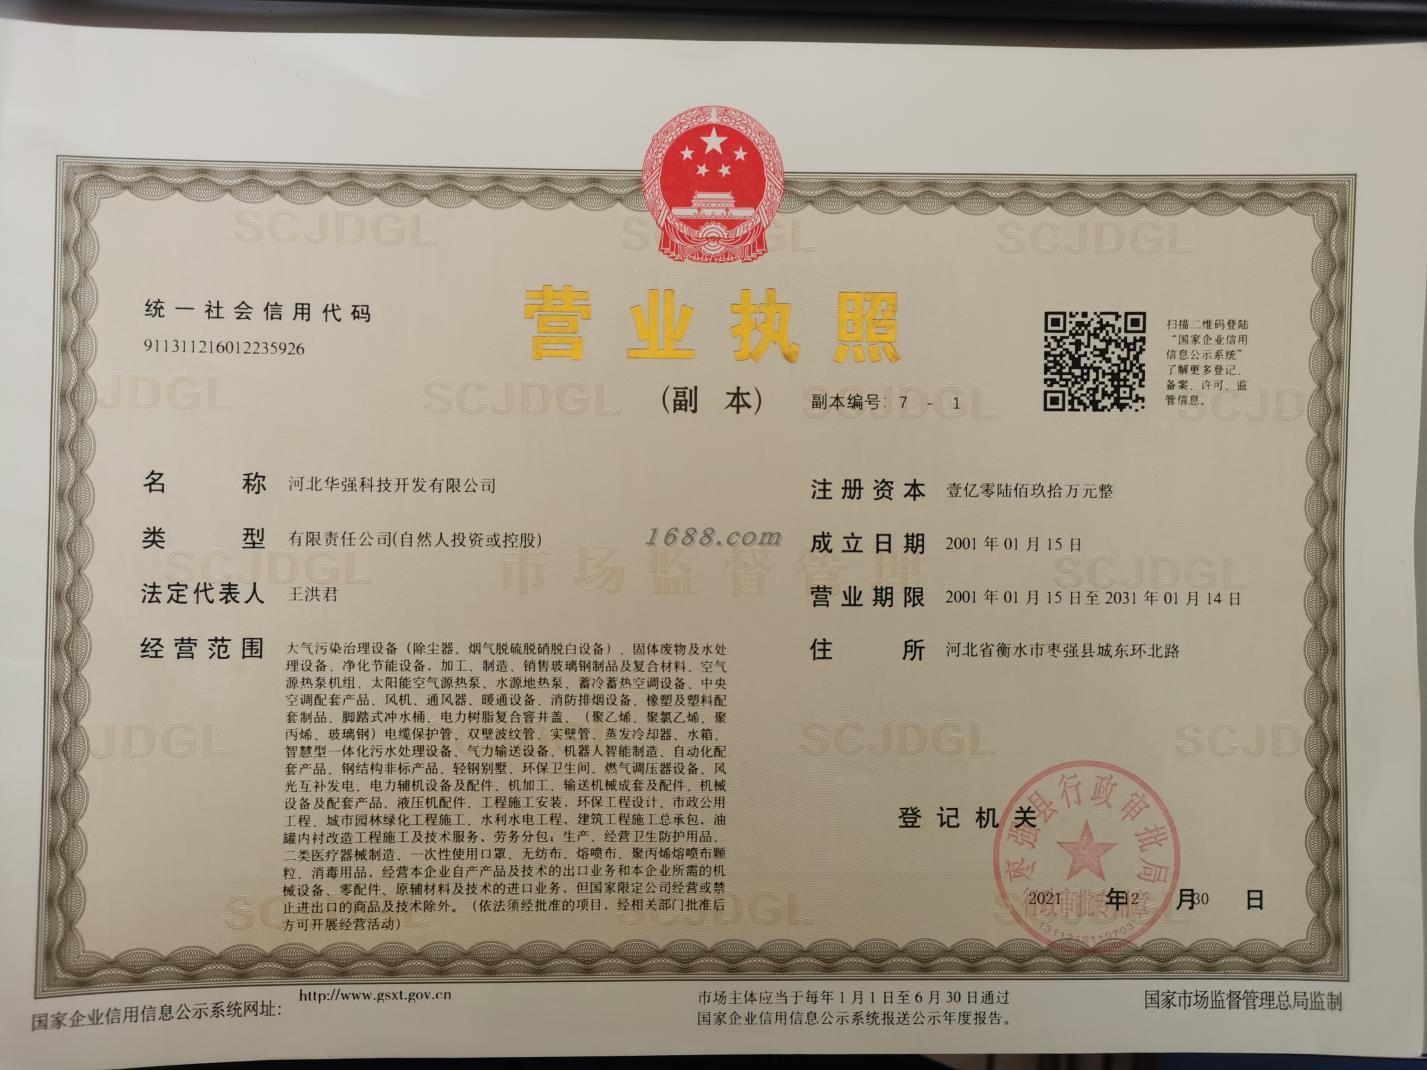 统一社会信用代码
911311216012235926
营业执照
(副 本)
副本编号: 7 - 1
扫描二维码登陆
“国家企业信用
信息公示系统”
了解更多登记、
备案、许可、监
管信息。
名 称 河北华强科技开发有限公司
类 型 有限责任公司(自然人投资或控股)
法定代表人 王洪君
经营范围 大气污染治理设备（除尘器、烟气脱硫脱硝脱白设备）、固体废物及水处
理设备、净化节能设备，加工、制造、销售玻璃钢制品及复合材料、空气
源热泵机组、太阳能空气源热泵、水源地热泵、蓄冷蓄热空调设备、中央
空调配套产品、风机、通风器、暖通设备、消防排烟设备、橡塑及塑料配
套制品、脚踏式冲水桶、电力树脂复合窨井盖、（聚乙烯、聚氯乙烯、聚
丙烯、玻璃钢）电缆保护管、双壁波纹管、实壁管、蒸发冷却器、水箱、
智慧型一体化污水处理设备、气力输送设备、机器人智能制造、自动化配
套产品、钢结构非标产品、轻钢别墅、环保卫生间、燃气调压器设备、风
光互补发电、电力辅机设备及配件、机加工、输送机械成套及配件、机械
设备及配套产品、液压机配件、工程施工安装，环保工程设计、市政公用
工程、城市园林绿化工程施工、水利水电工程，建筑工程施工总承包，油
罐内衬改造工程施工及技术服务，劳务分包；生产、经营卫生防护用品、
二类医疗器械制造、一次性使用口罩、无纺布、熔喷布、聚丙烯熔喷布颗
粒、消毒用品，经营本企业自产产品及技术的出口业务和本企业所需的机
械设备、零配件、原辅材料及技术的进口业务，但国家限定公司经营或禁
止进出口的商品及技术除外。（依法须经批准的项目，经相关部门批准后
方可开展经营活动）
注册资本 壹亿零陆佰玖拾万元整
成立日期 2001年01月15日
营业期限 2001年01月15日至2031年01月14日
住 所 河北省衡水市枣强县城东环北路
1688.com
市场监督管理
SCJDGL
登记机关
枣强县行政审批局
行政审批专用章
2021 年 12 月 30 日
国家企业信用信息公示系统网址: http://www.gsxt.gov.cn
市场主体应当于每年1月1日至6月30日通过
国家企业信用信息公示系统报送公示年度报告。
国家市场监督管理总局监制